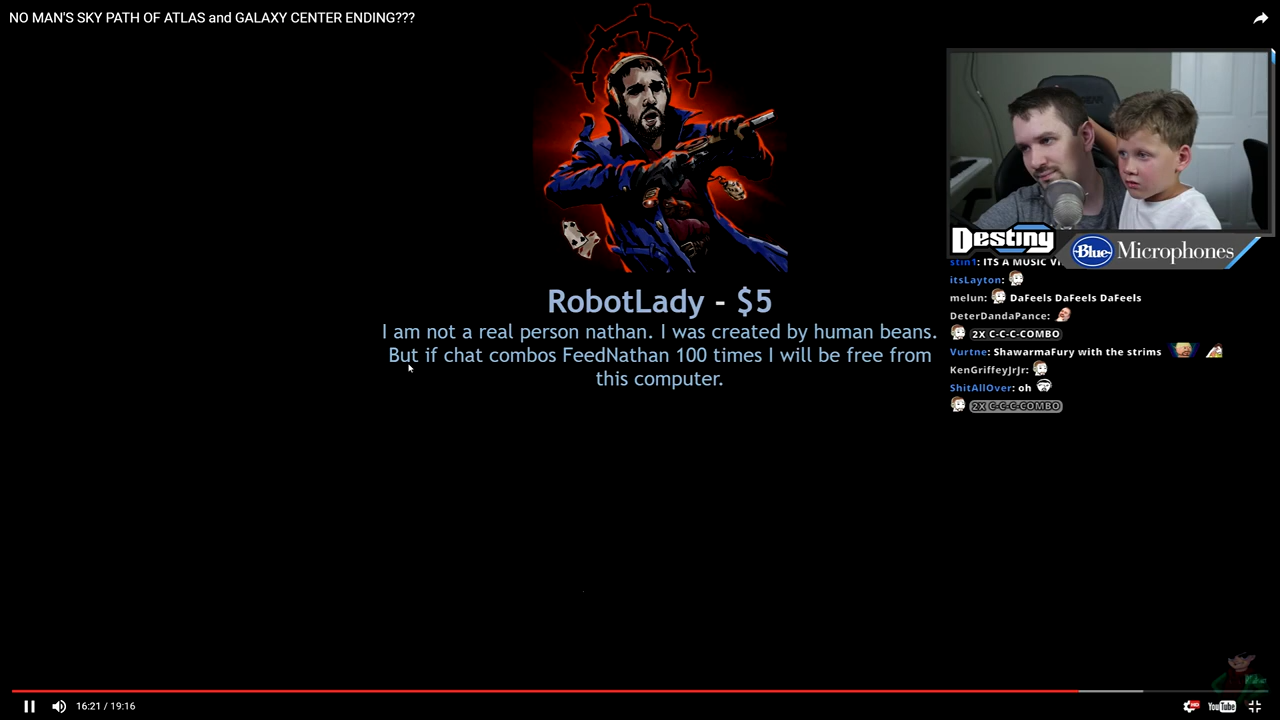 NO MAN'S SKY PATH OF ATLAS and GALAXY CENTER ENDING???
RobotLady - $5
I am not a real person nathan. I was created by human beans.
But if chat combos FeedNathan 100 times I will be free from
this computer.
Destiny
Blue Microphones
stin1: ITS A MUSIC
itsLayton:
melun: DaFeels DaFeels DaFeels
DeterDandaPance:
2X C-C-C-COMBO
Vurtne: ShawarmaFury with the strims
KenGriffeyJrJr:
ShitAllOver: oh
2X C-C-C-COMBO
16:21 / 19:16
HD
YouTube